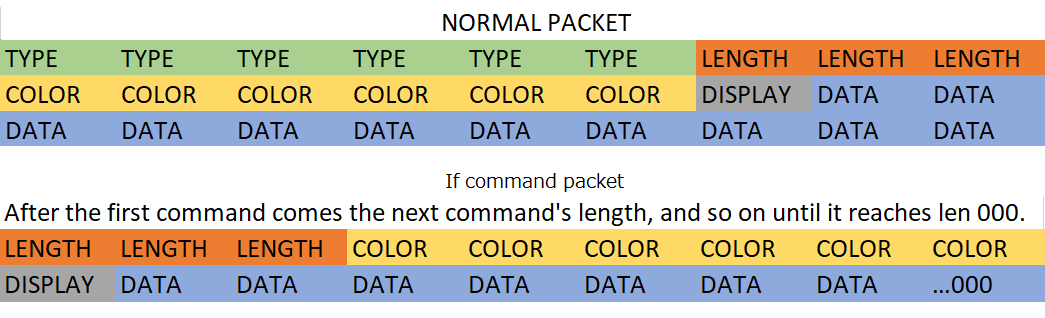 NORMAL PACKET
TYPE TYPE TYPE TYPE TYPE TYPE LENGTH LENGTH LENGTH
COLOR COLOR COLOR COLOR COLOR COLOR DISPLAY DATA DATA
DATA DATA DATA DATA DATA DATA DATA DATA DATA
If command packet
After the first command comes the next command's length, and so on until it reaches len 000.
LENGTH LENGTH LENGTH COLOR COLOR COLOR COLOR COLOR COLOR
DISPLAY DATA DATA DATA DATA DATA DATA DATA ...000